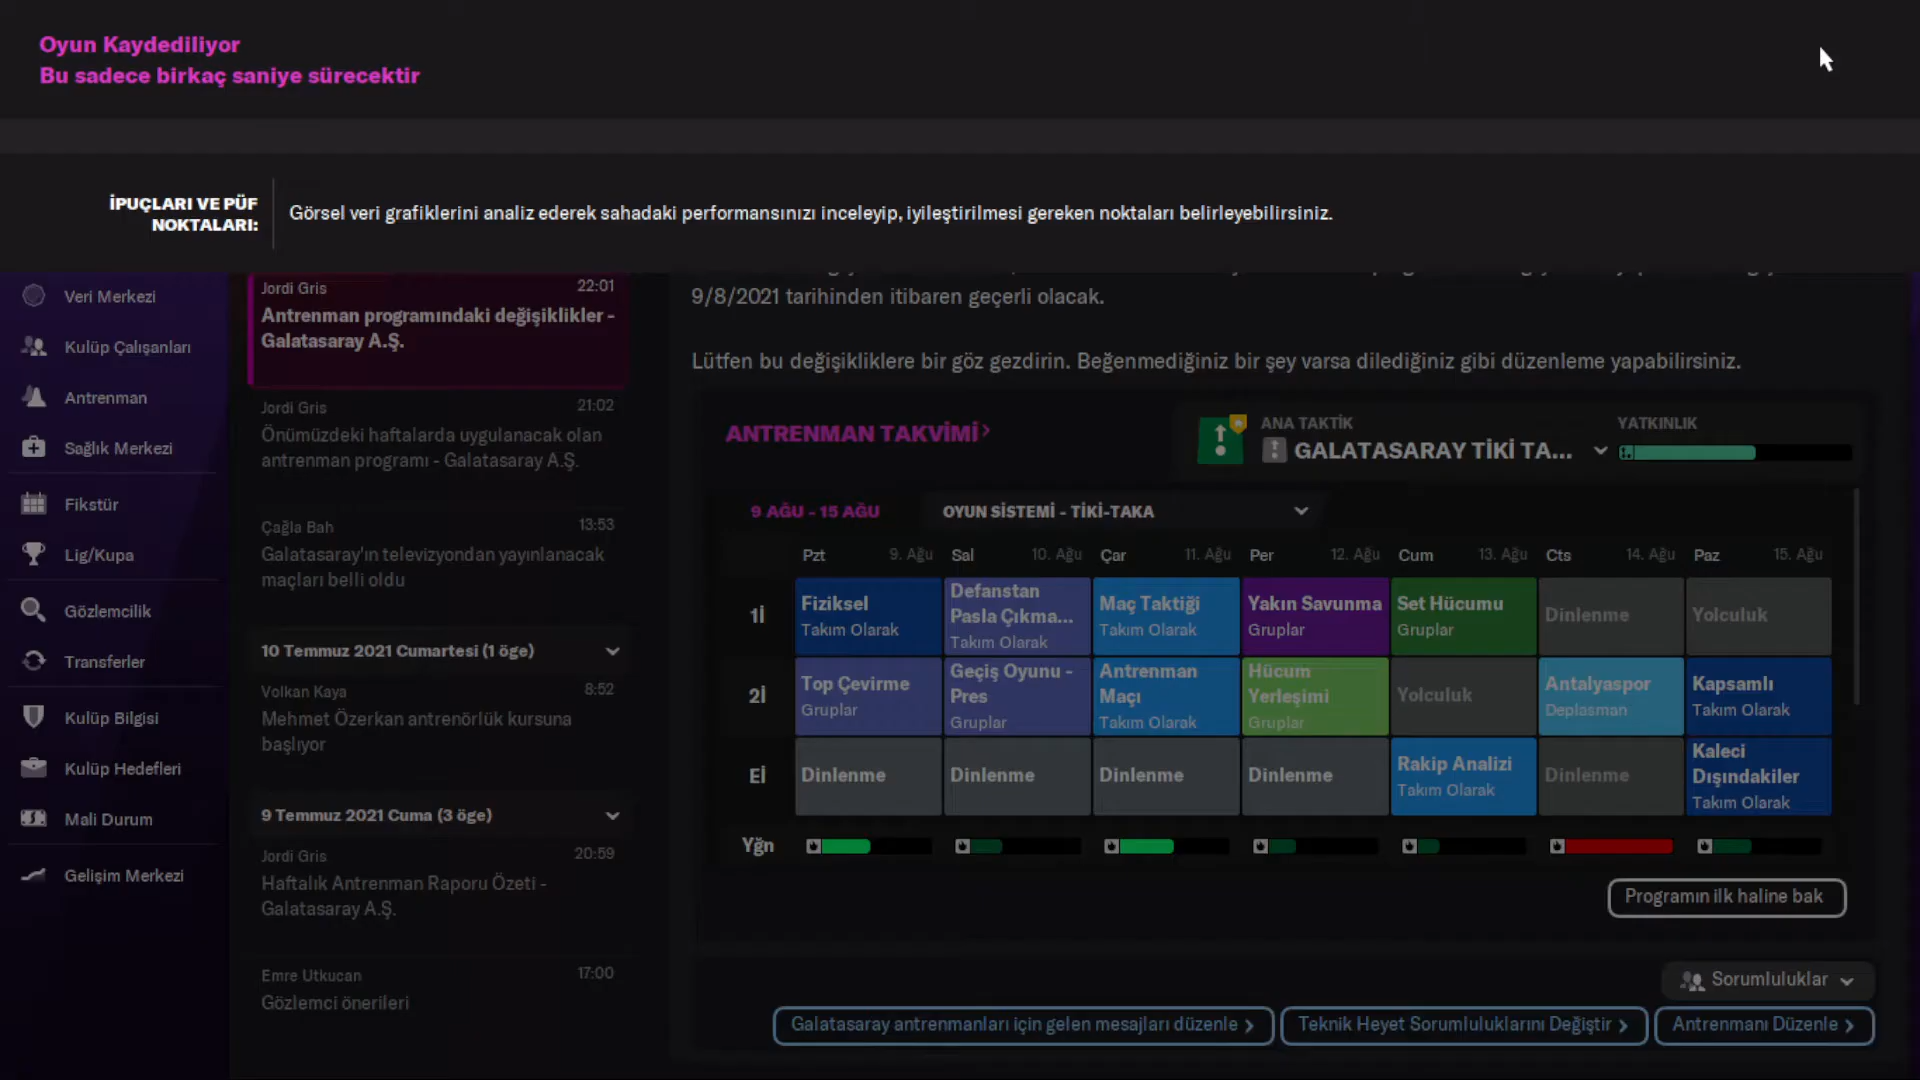 Oyun Kaydediliyor
Bu sadece birkaç saniye sürecektir
İPUÇLARI VE PÜF
NOKTALARI:
Görsel veri grafiklerini analiz ederek sahadaki performansınızı inceleyip, iyileştirilmesi gereken noktaları belirleyebilirsiniz.
Veri Merkezi
Kulüp Çalışanları
Antrenman
Sağlık Merkezi
Fikstür
Lig/Kupa
Gözlemcilik
Transferler
Kulüp Bilgisi
Kulüp Hedefleri
Mali Durum
Gelişim Merkezi
Jordi Gris 22:01
Antrenman programındaki değişiklikler -
Galatasaray A.Ş.
Jordi Gris 21:02
Önümüzdeki haftalarda uygulanacak olan
antrenman programı - Galatasaray A.Ş.
Çağla Bah 13:53
Galatasaray'ın televizyondan yayınlanacak
maçları belli oldu
10 Temmuz 2021 Cumartesi (1 öge)
Volkan Kaya 8:52
Mehmet Özerkan antrenörlük kursuna
başlıyor
9 Temmuz 2021 Cuma (3 öge)
Jordi Gris 20:59
Haftalık Antrenman Raporu Özeti -
Galatasaray A.Ş.
Emre Utkucan 17:00
Gözlemci önerileri
9/8/2021 tarihinden itibaren geçerli olacak.
Lütfen bu değişikliklere bir göz gezdirin. Beğenmediğiniz bir şey varsa dilediğiniz gibi düzenleme yapabilirsiniz.
ANTRENMAN TAKVİMİ
ANA TAKTİK
GALATASARAY TİKİ TA...
YATKINLIK
9 AĞU - 15 AĞU
OYUN SİSTEMİ - TİKİ-TAKA
Pzt 9. Ağu Sal 10. Ağu Çar 11. Ağu Per 12. Ağu Cum 13. Ağu Cts 14. Ağu Paz 15. Ağu
1İ
Fiziksel
Takım Olarak
Defanstan
Pasla Çıkma...
Takım Olarak
Maç Taktiği
Takım Olarak
Yakın Savunma
Gruplar
Set Hücumu
Gruplar
Dinlenme
Yolculuk
2İ
Top Çevirme
Gruplar
Geçiş Oyunu -
Pres
Gruplar
Antrenman
Maçı
Takım Olarak
Hücum
Yerleşimi
Gruplar
Yolculuk
Antalyaspor
Deplasman
Kapsamlı
Takım Olarak
Eİ
Dinlenme
Dinlenme
Dinlenme
Dinlenme
Rakip Analizi
Takım Olarak
Dinlenme
Kaleci
Dışındakiler
Takım Olarak
Yğn
Programın ilk haline bak
Sorumluluklar
Galatasaray antrenmanları için gelen mesajları düzenle
Teknik Heyet Sorumluluklarını Değiştir
Antrenmanı Düzenle